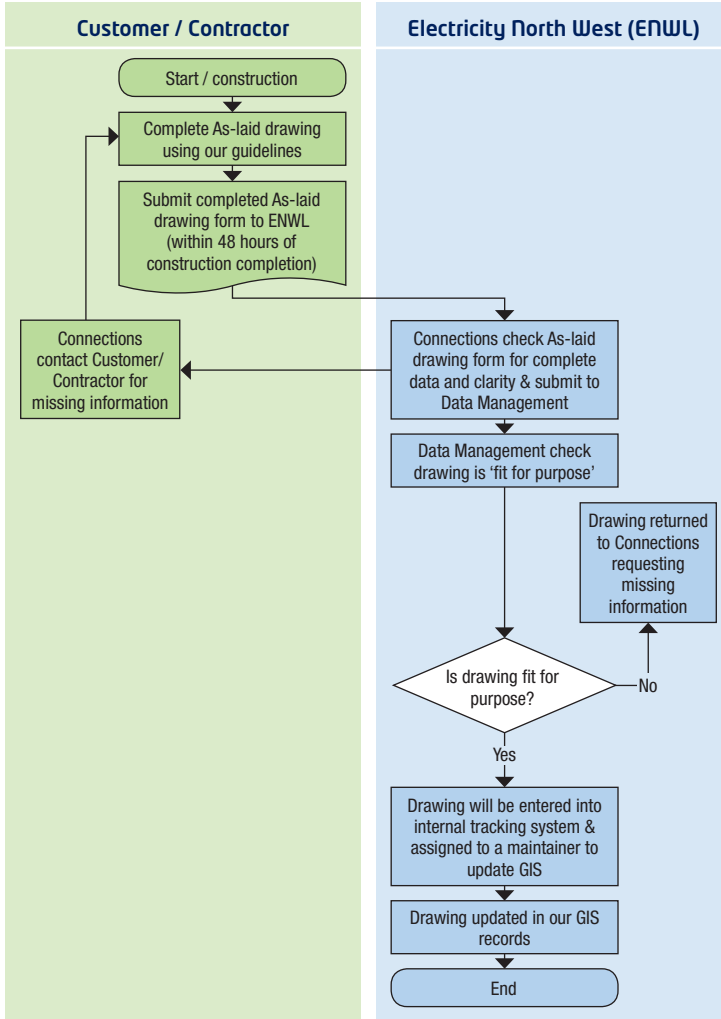 Customer / Contractor
Electricity North West (ENWL)
Start / construction
Complete As-laid drawing
using our guidelines
Submit completed As-laid
drawing form to ENWL
(within 48 hours of
construction completion)
Connections
contact Customer/
Contractor for
missing information
Connections check As-laid
drawing form for complete
data and clarity & submit to
Data Management
Data Management check
drawing is ‘fit for purpose’
Drawing returned
to Connections
requesting
missing
information
Is drawing fit for
purpose?
No
Yes
Drawing will be entered into
internal tracking system &
assigned to a maintainer to
update GIS
Drawing updated in our GIS
records
End